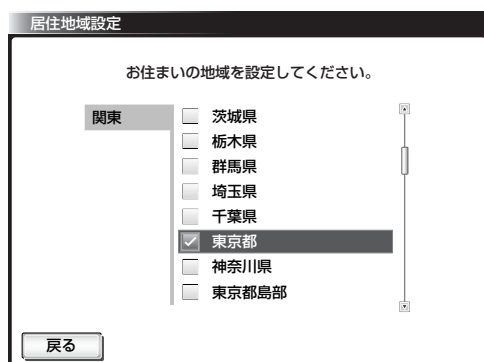 居住地域設定
お住まいの地域を設定してください。
関東
茨城県
栃木県
群馬県
埼玉県
千葉県
東京都
神奈川県
東京都島部
戻る